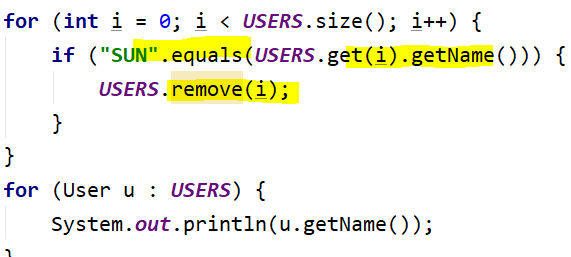 for (int i = 0; i < USERS.size(); i++) {
if ("SUN".equals(USERS.get(i).getName())) {
USERS.remove(i);
}
}
for (User u : USERS) {
System.out.println(u.getName());
}